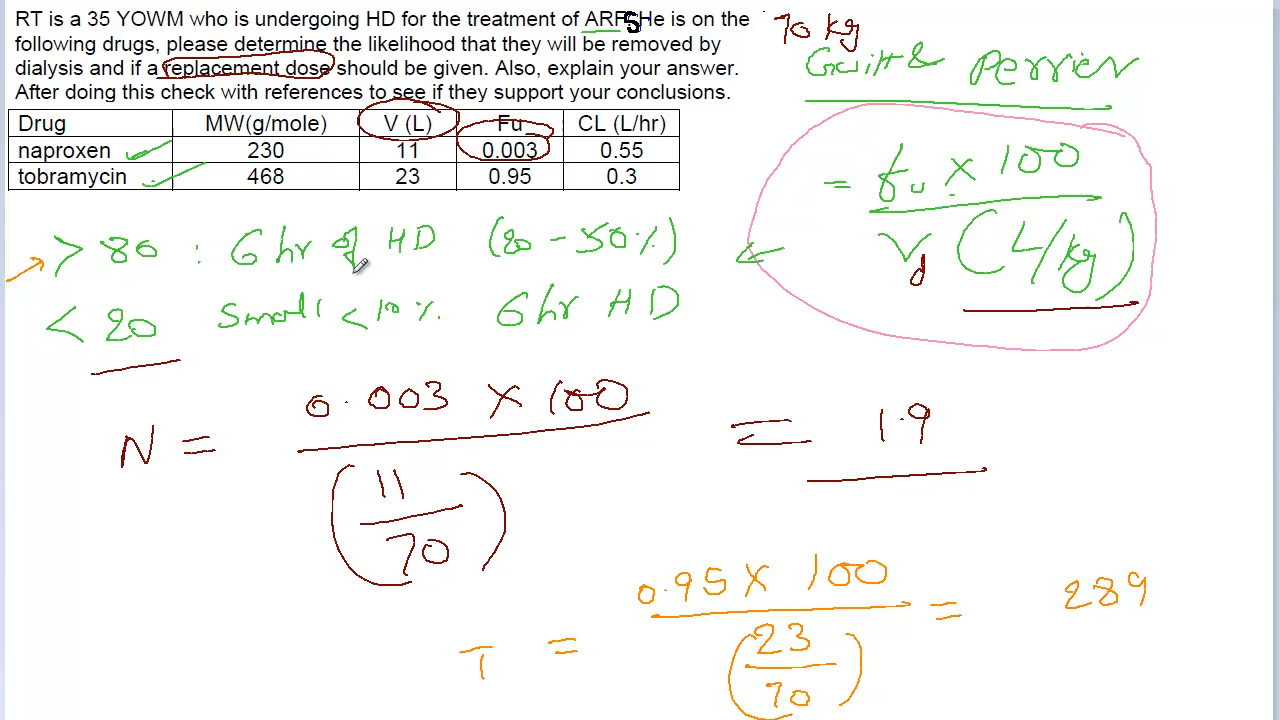 RT is a 35 YOWM who is undergoing HD for the treatment of ARF. He is on the
following drugs, please determine the likelihood that they will be removed by
dialysis and if a replacement dose should be given. Also, explain your answer.
After doing this check with references to see if they support your conclusions.
70 kg
Drug MW(g/mole) V (L) Fu CL (L/hr)
naproxen 230 11 0.003 0.55
tobramycin 468 23 0.95 0.3
& Perrier
= fu × 100
Vd (L/kg)
> 80 : 6 hr of HD (20 - 50%)
< 20 Small < 10% 6 hr HD
N = 0.003 × 100 = 1.9
(11
70)
T = 0.95 × 100 = 289
(23
70)